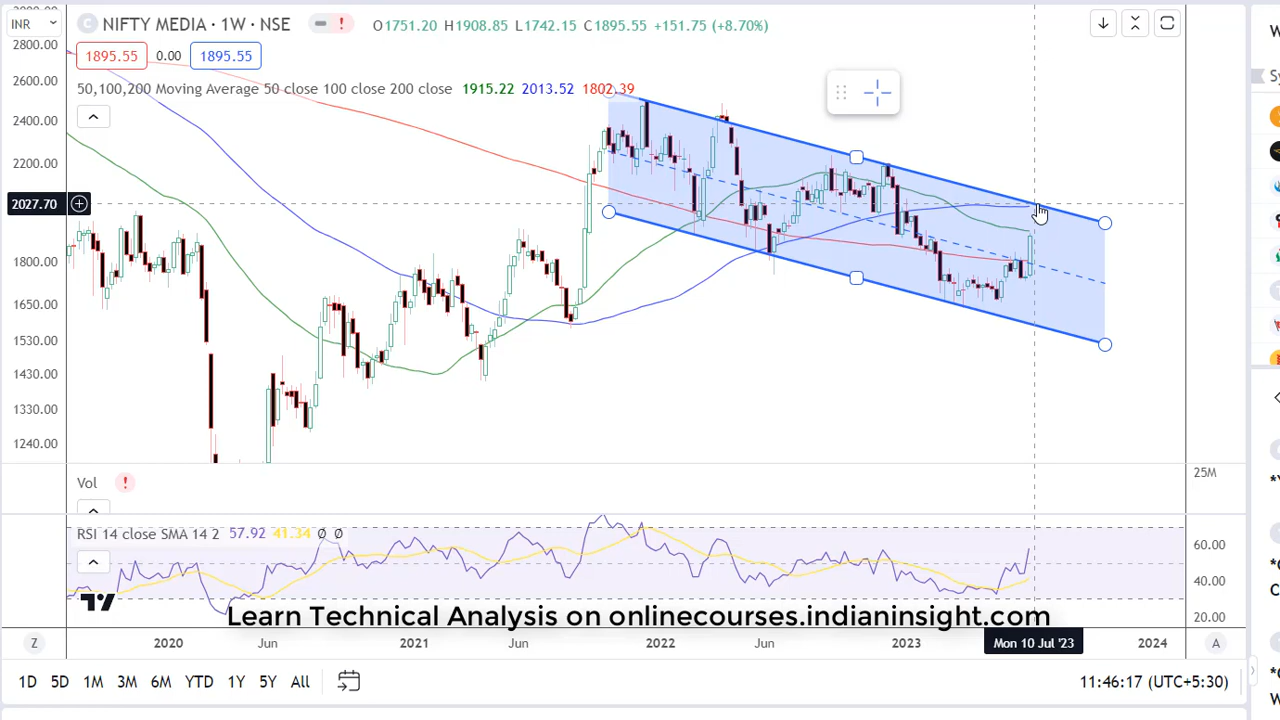 INR
NIFTY MEDIA · 1W · NSE
O1751.20 H1908.85 L1742.15 C1895.55 +151.75 (+8.70%)
1895.55 0.00 1895.55
50,100,200 Moving Average 50 close 100 close 200 close 1915.22 2013.52 1802.39
2800.00
2600.00
2400.00
2200.00
2027.70
1800.00
1650.00
1530.00
1430.00
1330.00
1240.00
Vol
25M
RSI 14 close SMA 14 2 57.92 41.34 0 0
60.00
40.00
20.00
Learn Technical Analysis on onlinecourses.indianinsight.com
Z 2020 Jun 2021 Jun 2022 Jun 2023 Mon 10 Jul '23 2024 A
1D 5D 1M 3M 6M YTD 1Y 5Y All 11:46:17 (UTC+5:30)